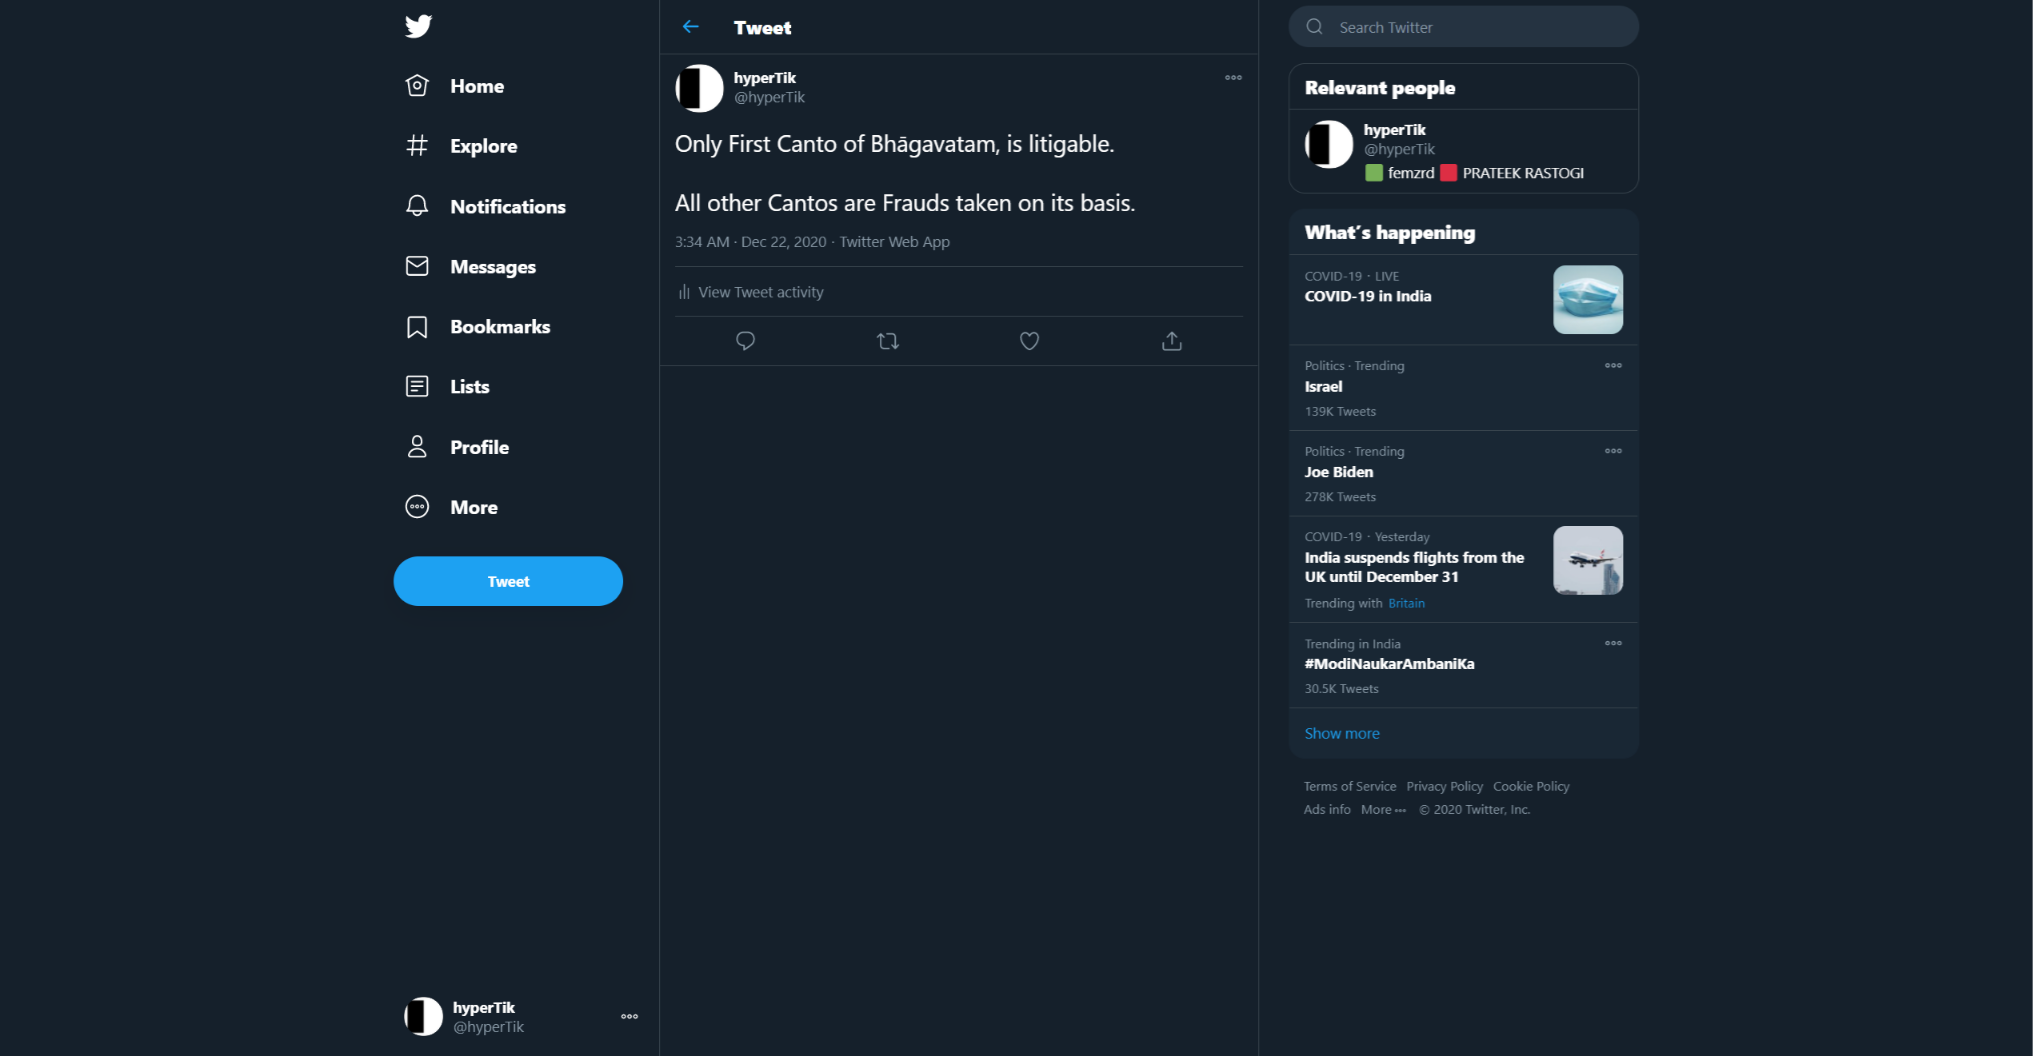 Home
Explore
Notifications
Messages
Bookmarks
Lists
Profile
More
Tweet
hyperTik
@hyperTik
Tweet
hyperTik
@hyperTik
Only First Canto of Bhāgavatam, is litigable.
All other Cantos are Frauds taken on its basis.
3:34 AM · Dec 22, 2020 · Twitter Web App
View Tweet activity
Search Twitter
Relevant people
hyperTik
@hyperTik
femzrd PRATEEK RASTOGI
What's happening
COVID-19 · LIVE
COVID-19 in India
Politics · Trending
Israel
139K Tweets
Politics · Trending
Joe Biden
278K Tweets
COVID-19 · Yesterday
India suspends flights from the
UK until December 31
Trending with Britain
Trending in India
#ModiNaukarAmbaniKa
30.5K Tweets
Show more
Terms of Service Privacy Policy Cookie Policy
Ads info More ••• © 2020 Twitter, Inc.